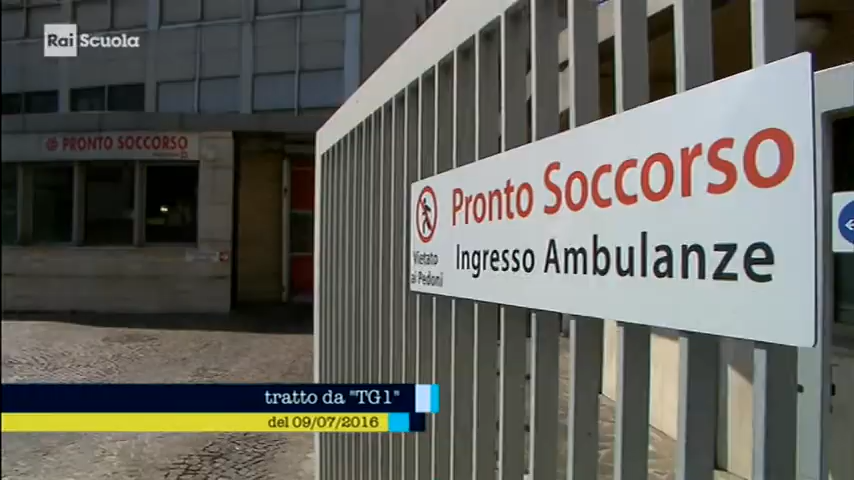 Rai Scuola
PRONTO SOCCORSO
Pronto Soccorso
Ingresso Ambulanze
Vietato
ai Pedoni
tratto da "TG1"
del 09/07/2016